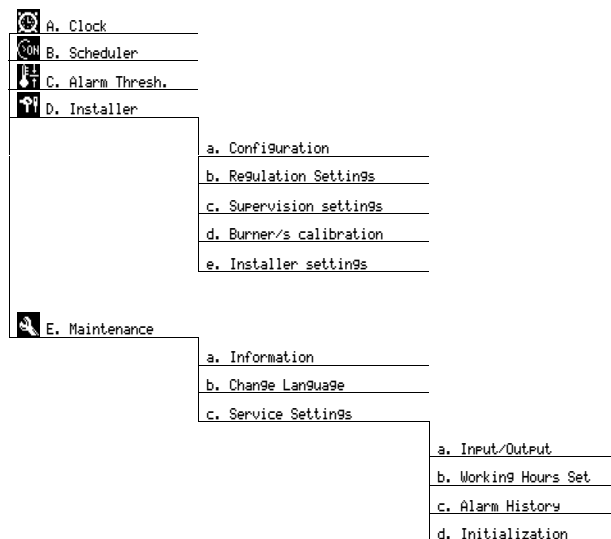 A. Clock
ON
B. Scheduler
C. Alarm Thresh.
D. Installer
a. Configuration
b. Regulation Settings
c. Supervision settings
d. Burner/s calibration
e. Installer settings
E. Maintenance
a. Information
b. Change Language
c. Service Settings
a. Input/Output
b. Working Hours Set
c. Alarm History
d. Initialization